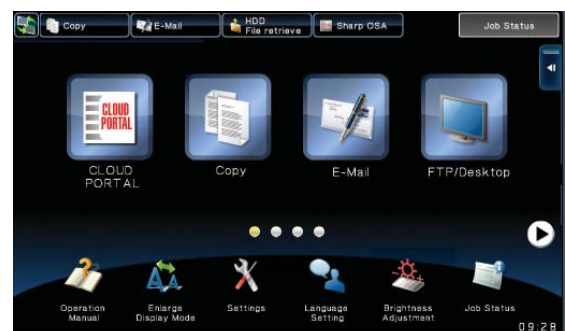 Copy
E-Mail
HDD
File retrieve
Sharp OSA
Job Status
CLOUD
PORTAL
CLOUD
PORTAL
Copy
E-Mail
FTP/Desktop
Operation
Manual
Enlarge
Display Mode
Settings
Language
Setting
Brightness
Adjustment
Job Status
09:28